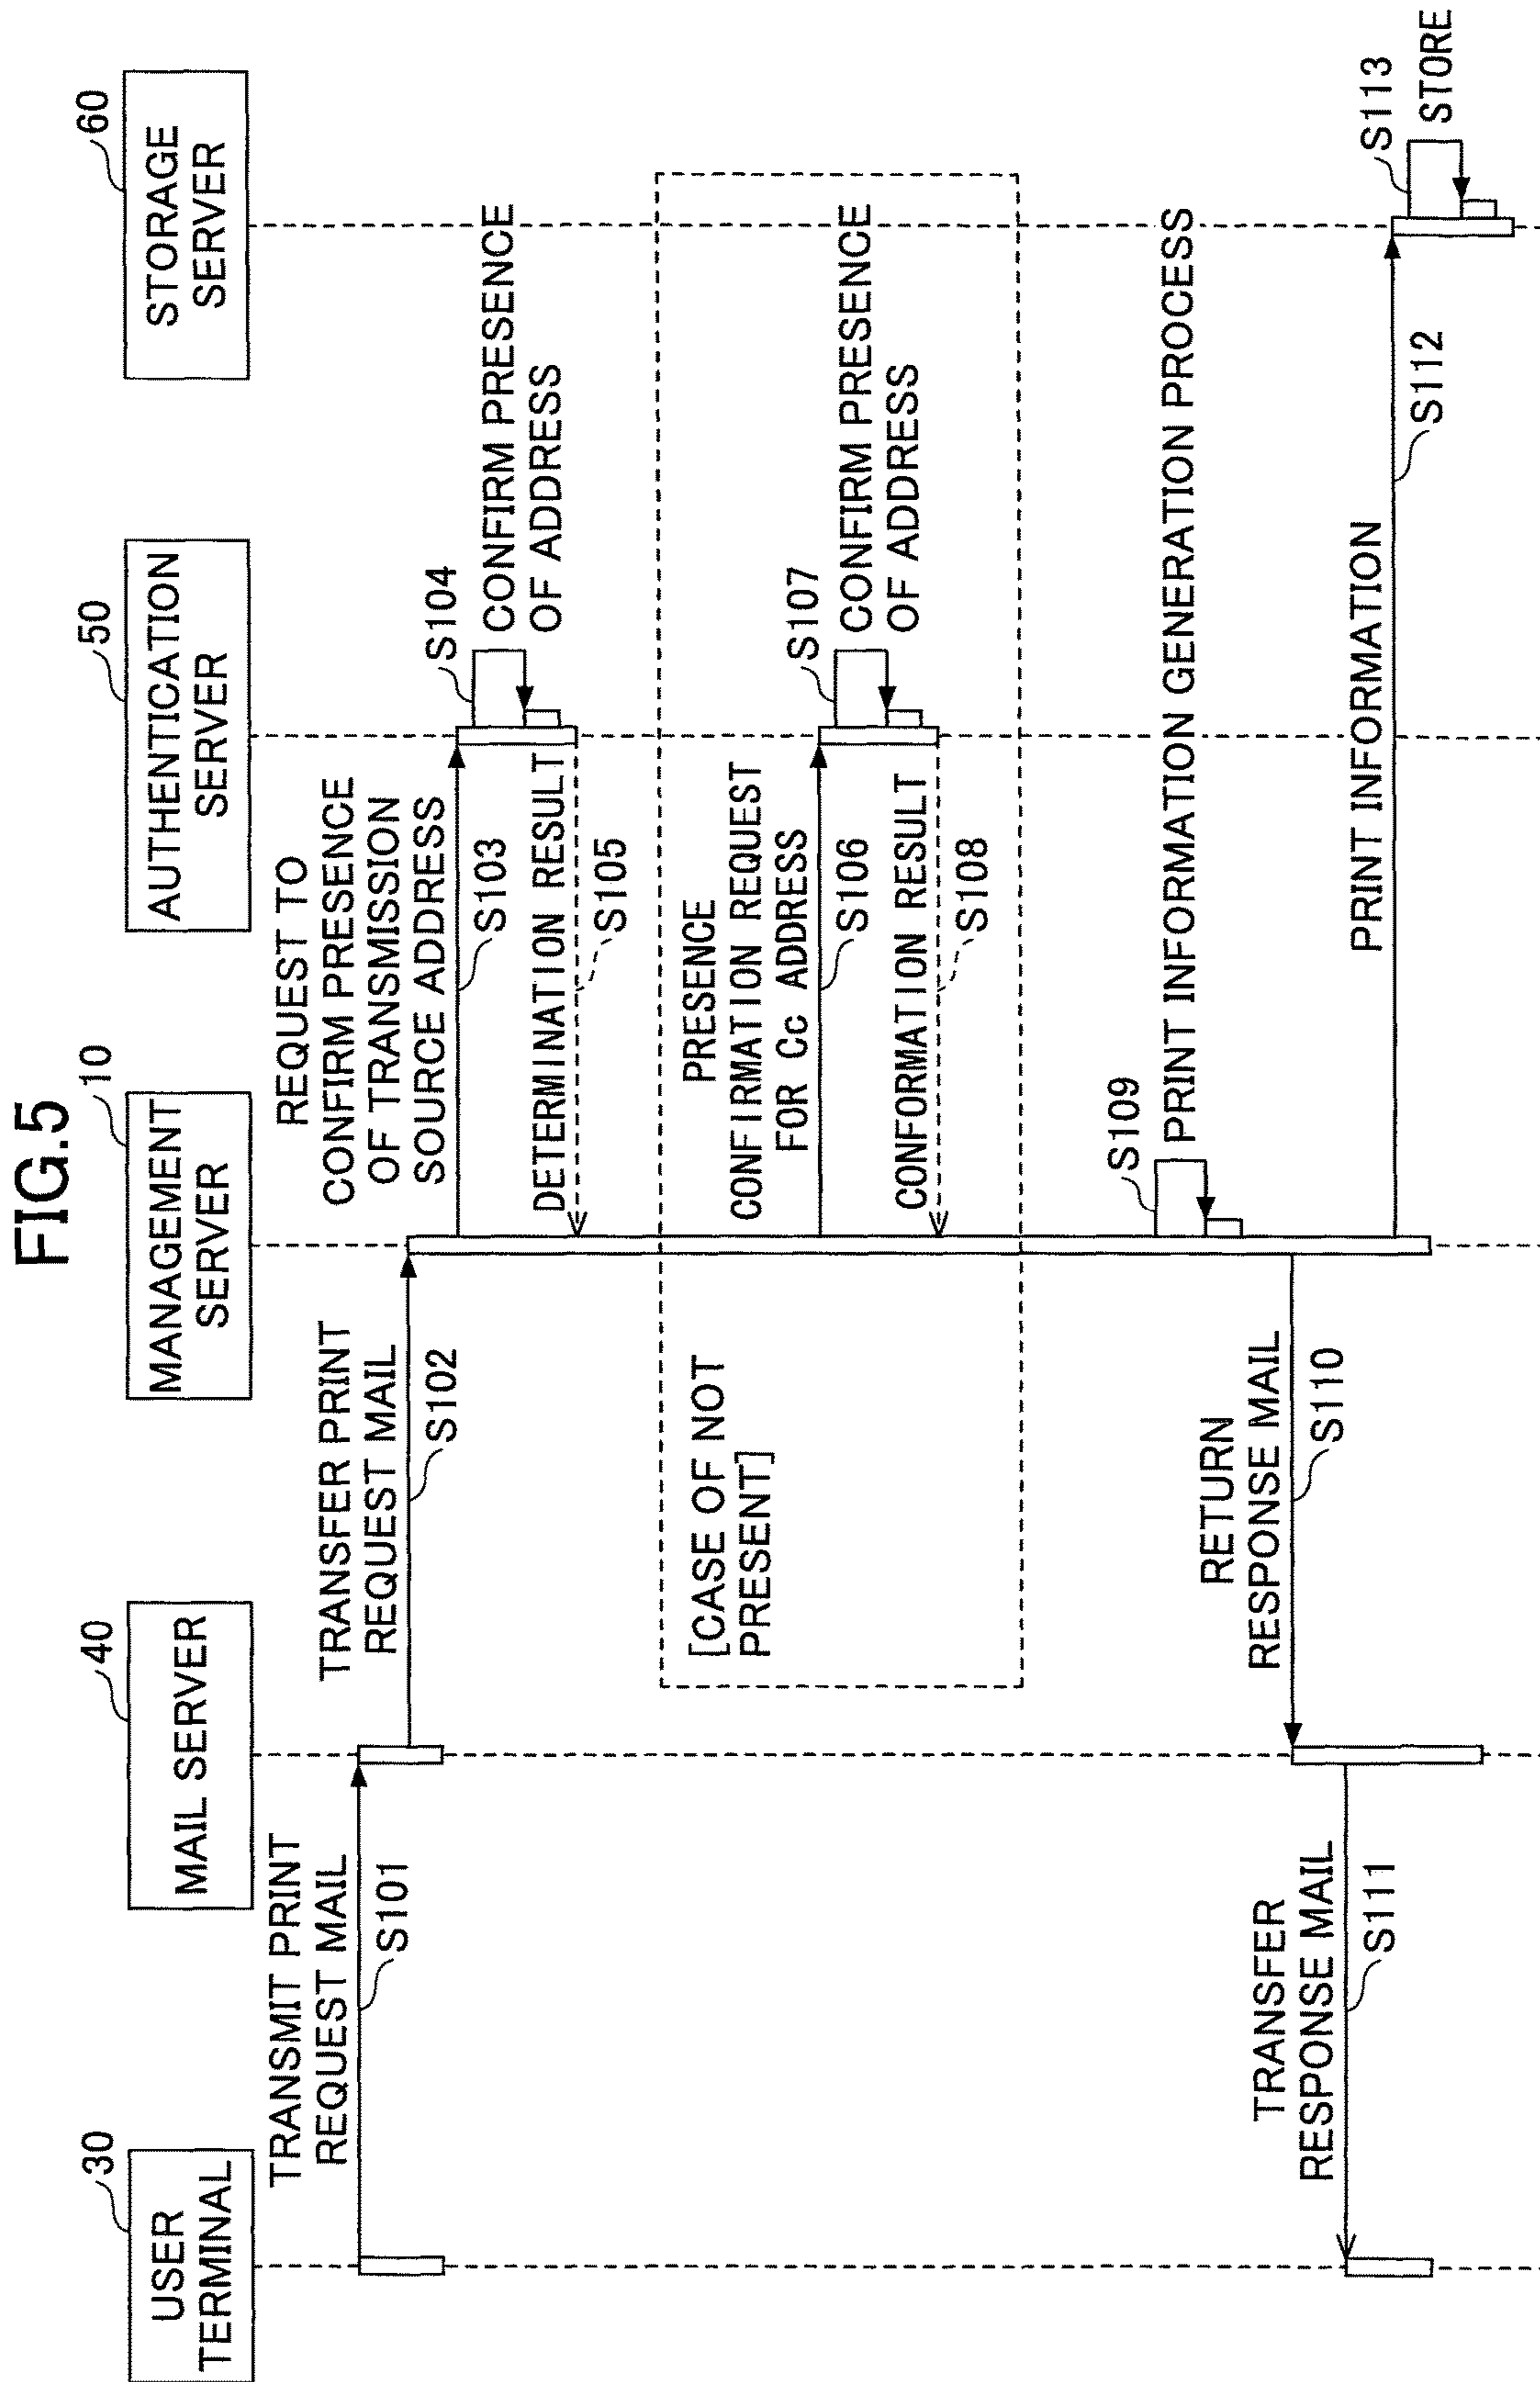 FIG.5
30
USER
TERMINAL
40
MAIL SERVER
10
MANAGEMENT
SERVER
50
AUTHENTICATION
SERVER
60
STORAGE
SERVER
TRANSMIT PRINT
REQUEST MAIL
S101
TRANSFER PRINT
REQUEST MAIL
S102
REQUEST TO
CONFIRM PRESENCE
OF TRANSMISSION
SOURCE ADDRESS
S103
S104
CONFIRM PRESENCE
OF ADDRESS
DETERMINATION RESULT
S105
[CASE OF NOT
PRESENT]
PRESENCE
CONFIRMATION REQUEST
FOR Cc ADDRESS
S106
S107
CONFIRM PRESENCE
OF ADDRESS
CONFORMATION RESULT
S108
S109
PRINT INFORMATION GENERATION PROCESS
RETURN
RESPONSE MAIL
S110
TRANSFER
RESPONSE MAIL
S111
PRINT INFORMATION
S112
S113
STORE